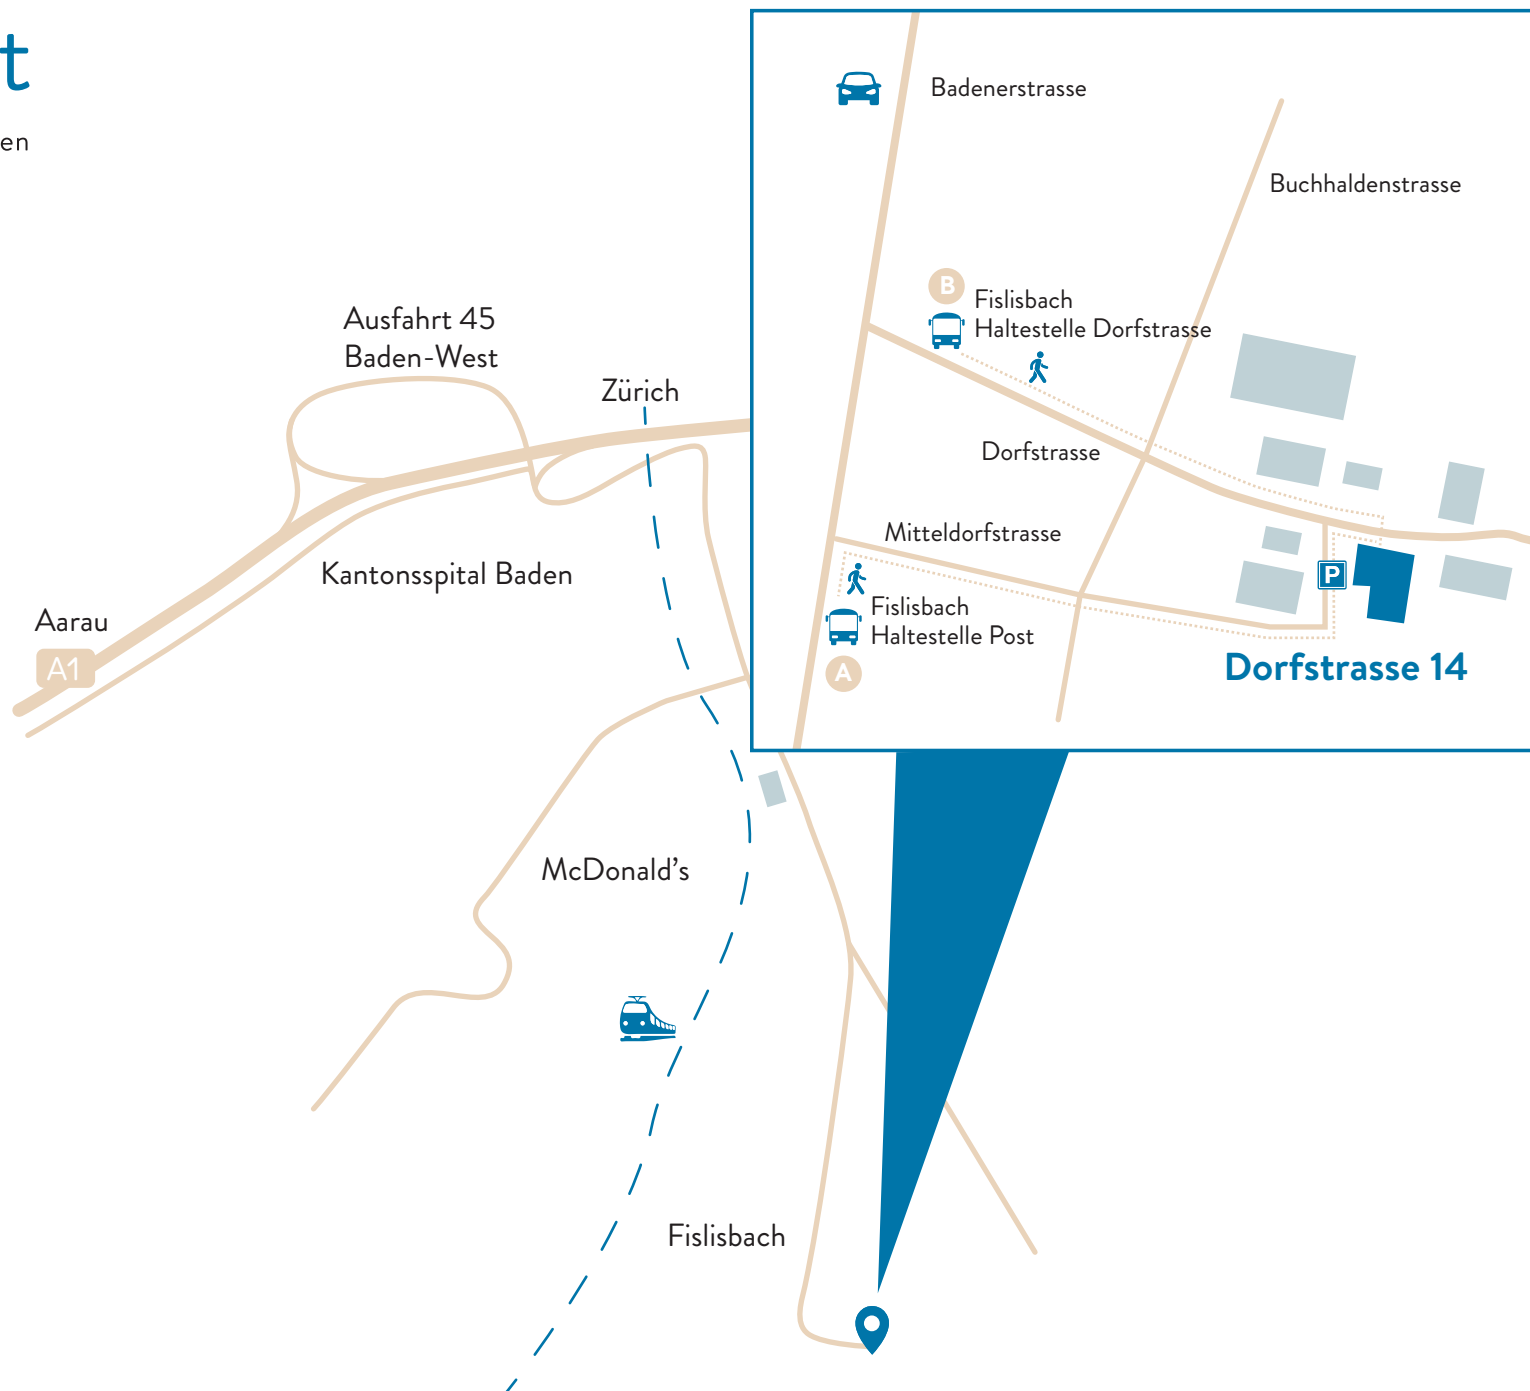 t
en
Badenerstrasse
Buchhaldenstrasse
B
Fislisbach
Haltestelle Dorfstrasse
Ausfahrt 45
Baden-West
Zürich
Dorfstrasse
Mitteldorfstrasse
Kantonsspital Baden
P
Fislisbach
Haltestelle Post
A
Aarau
A1
Dorfstrasse 14
McDonald's
Fislisbach